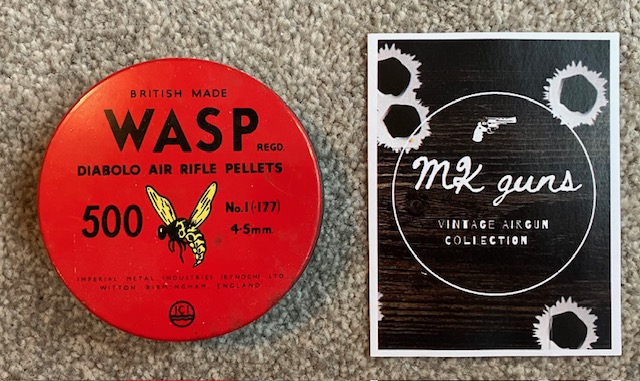 BRITISH MADE
WASP REGD.
DIABOLO AIR RIFLE PELLETS
500
No.1(·177)
4·5mm.
IMPERIAL METAL INDUSTRIES (KYNOCH) LTD.
WITTON BIRMINGHAM, ENGLAND
ICI
MK guns
VINTAGE AIRGUN
COLLECTION